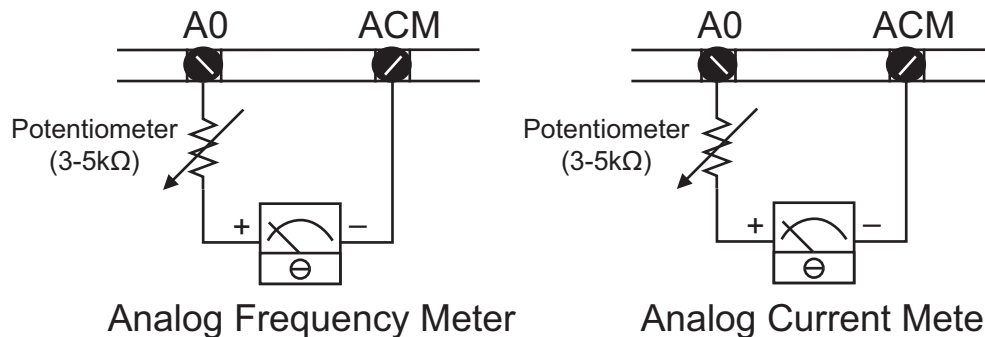 A0 ACM
Potentiometer
(3-5kΩ)
+ –
Analog Frequency Meter
A0 ACM
Potentiometer
(3-5kΩ)
+ –
Analog Current Mete